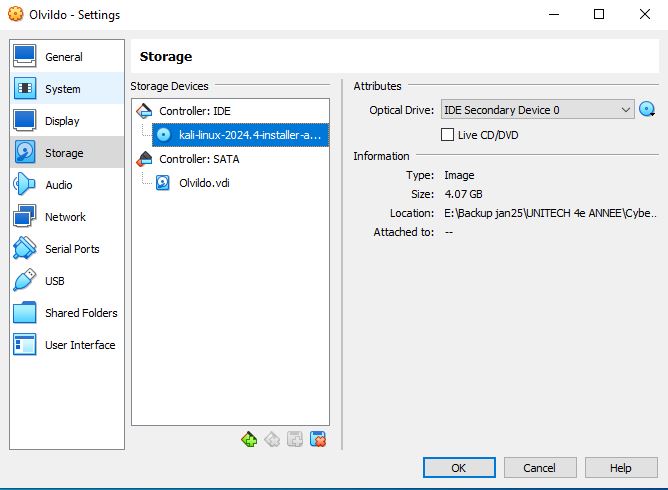 Olvildo - Settings
General
System
Display
Storage
Audio
Network
Serial Ports
USB
Shared Folders
User Interface
Storage
Storage Devices
Controller: IDE
kali-linux-2024.4-installer-a...
Controller: SATA
Olvildo.vdi
Attributes
Optical Drive: IDE Secondary Device 0
Live CD/DVD
Information
Type: Image
Size: 4.07 GB
Location: E:\Backup jan25\UNITECH 4e ANNEE\Cybe...
Attached to: --
OK Cancel Help